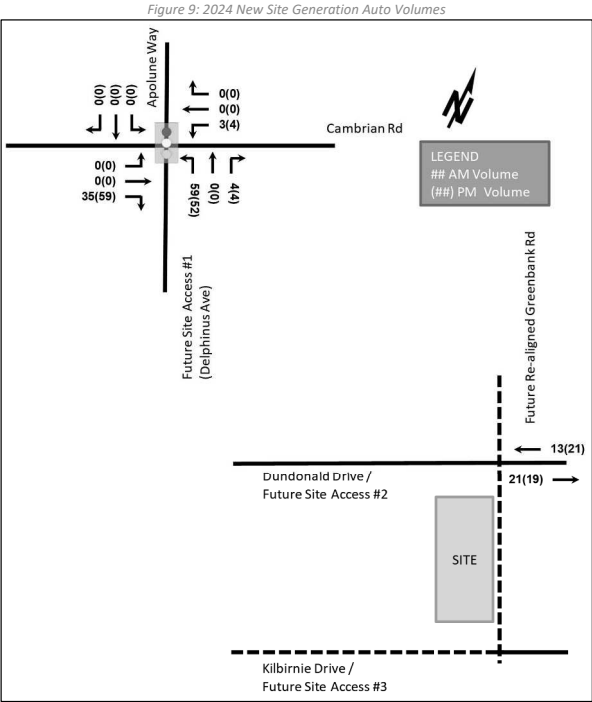 Figure 9: 2024 New Site Generation Auto Volumes
Apolune Way
0(0)
0(0)
0(0)
0(0)
0(0)
3(4)
Cambrian Rd
LEGEND
## AM Volume
(##) PM Volume
0(0)
0(0)
35(59)
59(52)
0(0)
4(4)
Future Site Access #1
(Delphinus Ave)
Future Re-aligned Greenbank Rd
13(21)
Dundonald Drive /
Future Site Access #2
21(19)
SITE
Kilbirnie Drive /
Future Site Access #3